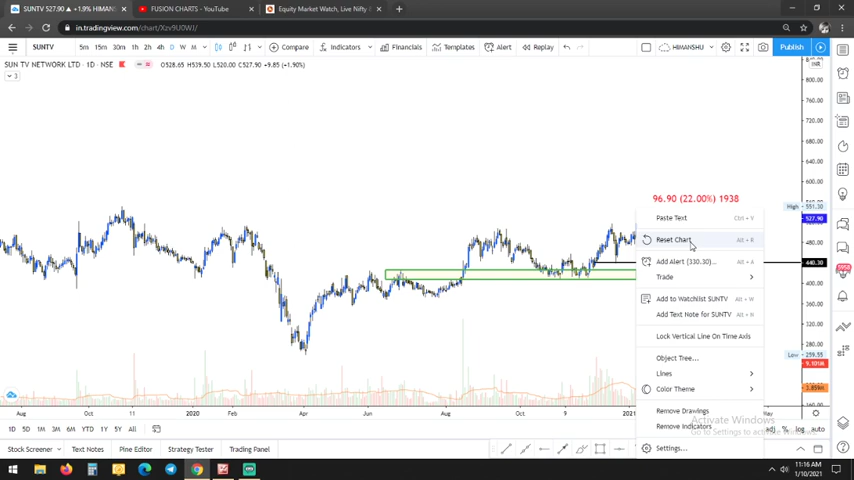 SUNTV 527.90 ▲ +1.9% HIMAN
FUSION CHARTS - YouTube
Equity Market Watch, Live Nifty &
in.tradingview.com/chart/Xzv9U0WJ/
SUNTV
5m 15m 30m 1h 2h 4h D W M
Compare
Indicators
Financials
Templates
Alert
Replay
HIMANSHU
Publish
SUN TV NETWORK LTD · 1D · NSE
O528.65 H539.50 L520.00 C527.90 +9.85 (+1.90%)
3
INR
800.00
760.00
720.00
680.00
640.00
600.00
High 551.30
527.90
480.00
440.30
400.00
360.00
320.00
280.00
Low 259.55
9.101M
2.859M
160.00
96.90 (22.00%) 1938
Paste Text Ctrl + V
Reset Chart Alt + R
Add Alert (330.30)... Alt + A
Trade
Add to Watchlist SUNTV Alt + W
Add Text Note for SUNTV Alt + N
Lock Vertical Line On Time Axis
Object Tree...
Lines
Color Theme
Remove Drawings
Remove Indicators
Settings...
Activate Windows
Go to Settings to activate Windows.
5958
Aug Oct 11 2020 Feb Apr Jun Aug Oct 9 2021 May
1D 5D 1M 3M 6M YTD 1Y 5Y All
adj % log auto
Stock Screener Text Notes Pine Editor Strategy Tester Trading Panel
11:16 AM
1/10/2021